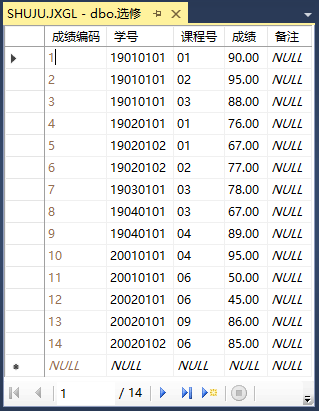 SHUJU.JXGL - dbo.选修
成绩编码 学号 课程号 成绩 备注
1 19010101 01 90.00 NULL
2 19010101 02 95.00 NULL
3 19010101 03 88.00 NULL
4 19020101 01 76.00 NULL
5 19020102 01 67.00 NULL
6 19020102 02 77.00 NULL
7 19030101 03 78.00 NULL
8 19040101 03 67.00 NULL
9 19040101 04 89.00 NULL
10 20010101 04 95.00 NULL
11 20010101 06 50.00 NULL
12 20020101 06 45.00 NULL
13 20020101 09 86.00 NULL
14 20020102 06 85.00 NULL
NULL NULL NULL NULL NULL
1 / 14